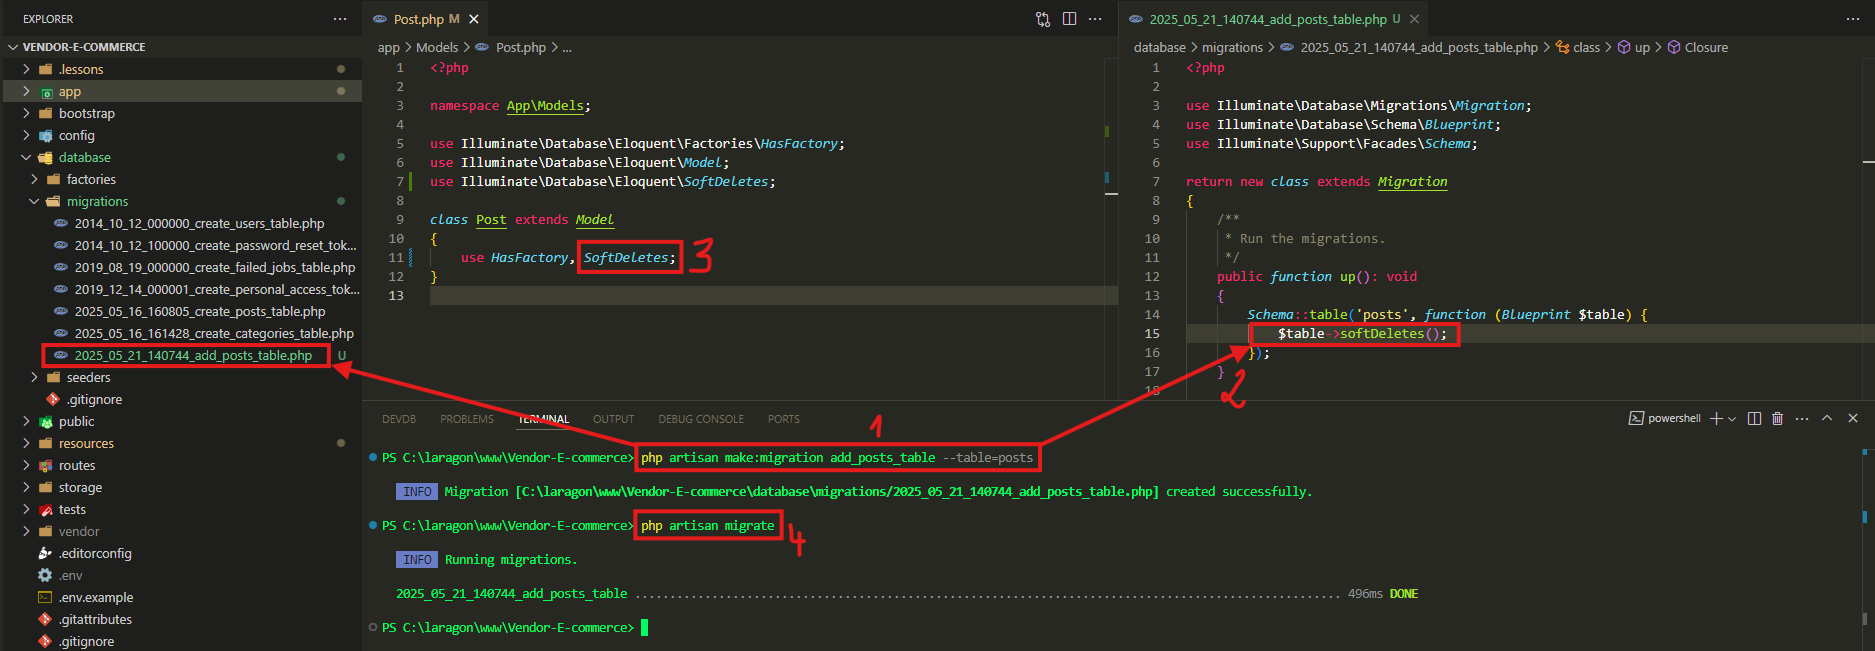 EXPLORER
VENDOR-E-COMMERCE
.lessons
app
bootstrap
config
database
factories
migrations
2014_10_12_000000_create_users_table.php
2014_10_12_100000_create_password_reset_tok...
2019_08_19_000000_create_failed_jobs_table.php
2019_12_14_000001_create_personal_access_tok...
2025_05_16_160805_create_posts_table.php
2025_05_16_161428_create_categories_table.php
2025_05_21_140744_add_posts_table.php U
seeders
.gitignore
public
resources
routes
storage
tests
vendor
.editorconfig
.env
.env.example
.gitattributes
.gitignore
Post.php M
app > Models > Post.php > ...
1 <?php
2
3 namespace App\Models;
4
5 use Illuminate\Database\Eloquent\Factories\HasFactory;
6 use Illuminate\Database\Eloquent\Model;
7 use Illuminate\Database\Eloquent\SoftDeletes;
8
9 class Post extends Model
10 {
11 use HasFactory, SoftDeletes; 3
12 }
13
2025_05_21_140744_add_posts_table.php U
database > migrations > 2025_05_21_140744_add_posts_table.php > class > up > Closure
1 <?php
2
3 use Illuminate\Database\Migrations\Migration;
4 use Illuminate\Database\Schema\Blueprint;
5 use Illuminate\Support\Facades\Schema;
6
7 return new class extends Migration
8 {
9 /**
10 * Run the migrations.
11 */
12 public function up(): void
13 {
14 Schema::table('posts', function (Blueprint $table) {
15 $table->softDeletes();
16 });
17 }
18
2
DEVDB PROBLEMS TERMINAL OUTPUT DEBUG CONSOLE PORTS
powershell
1
PS C:\laragon\www\Vendor-E-commerce> php artisan make:migration add_posts_table --table=posts
INFO Migration [C:\laragon\www\Vendor-E-commerce\database\migrations/2025_05_21_140744_add_posts_table.php] created successfully.
PS C:\laragon\www\Vendor-E-commerce> php artisan migrate 4
INFO Running migrations.
2025_05_21_140744_add_posts_table ........................................................................................... 496ms DONE
PS C:\laragon\www\Vendor-E-commerce>